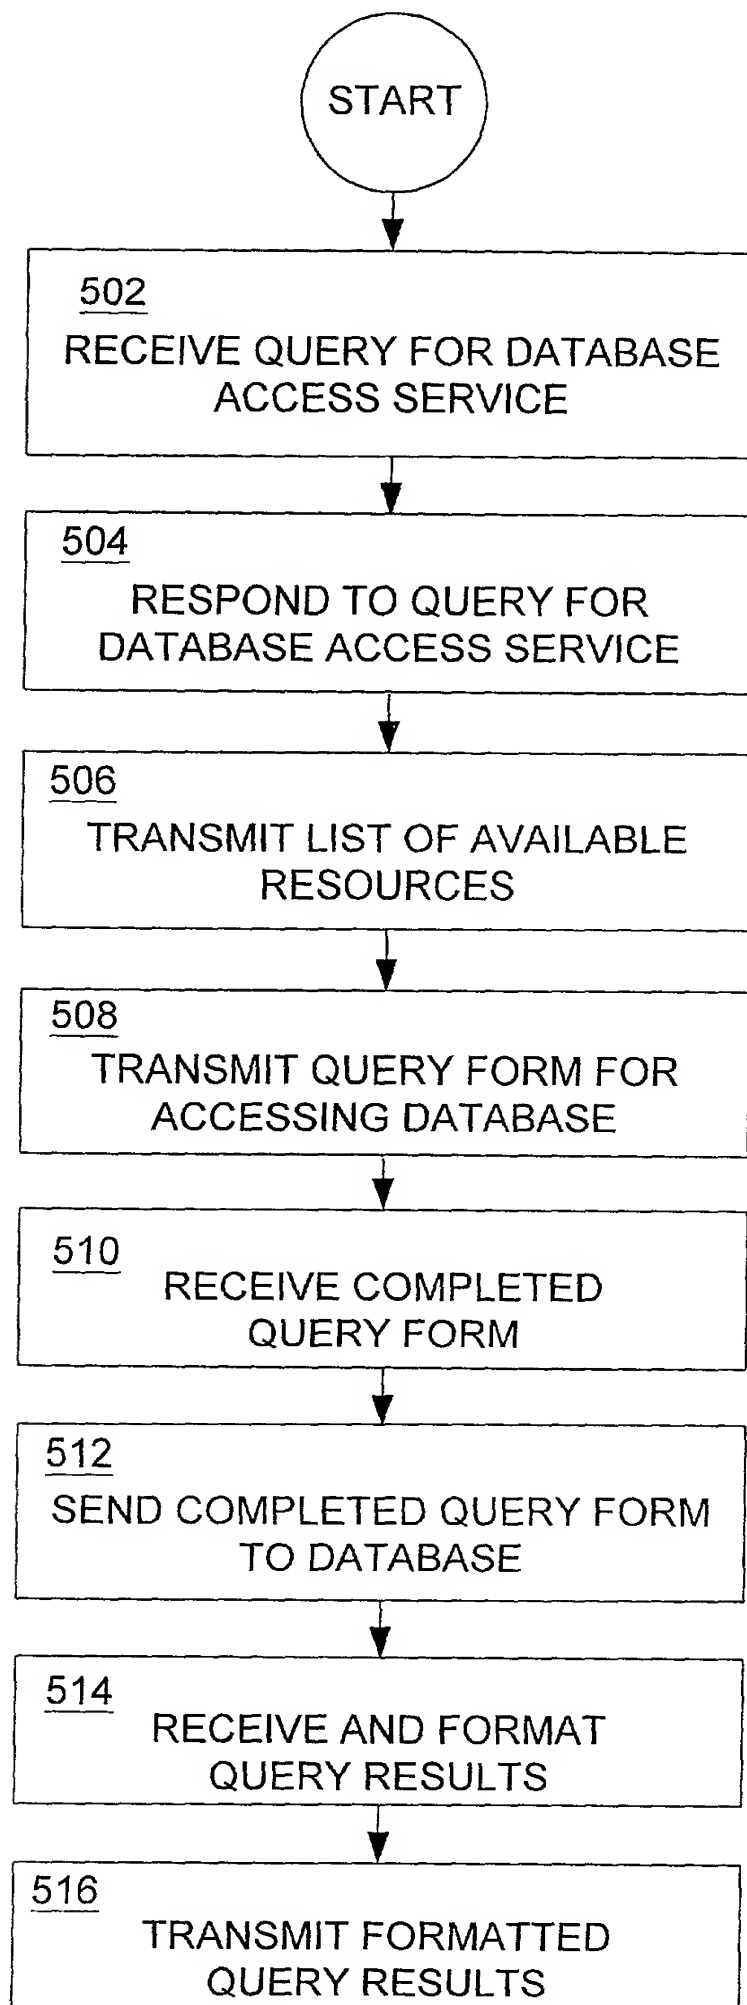 START
502
RECEIVE QUERY FOR DATABASE
ACCESS SERVICE
504
RESPOND TO QUERY FOR
DATABASE ACCESS SERVICE
506
TRANSMIT LIST OF AVAILABLE
RESOURCES
508
TRANSMIT QUERY FORM FOR
ACCESSING DATABASE
510
RECEIVE COMPLETED
QUERY FORM
512
SEND COMPLETED QUERY FORM
TO DATABASE
514
RECEIVE AND FORMAT
QUERY RESULTS
516
TRANSMIT FORMATTED
QUERY RESULTS